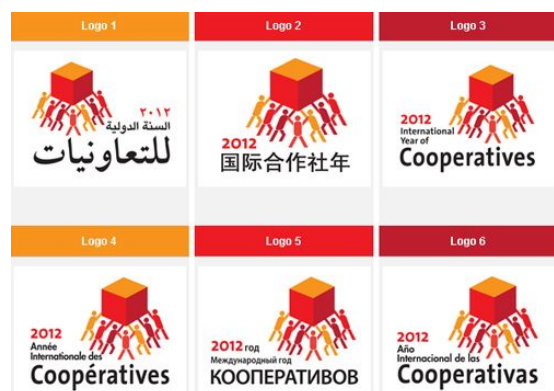 Logo 1
Logo 2
Logo 3
٢٠١٢
السنة الدولية
للتعاونيات
2012
国际合作社年
2012
International
Year of
Cooperatives
Logo 4
Logo 5
Logo 6
2012
Année
Internationale des
Coopératives
2012 год
Международный год
КООПЕРАТИВОВ
2012
Año
Internacional de las
Cooperativas